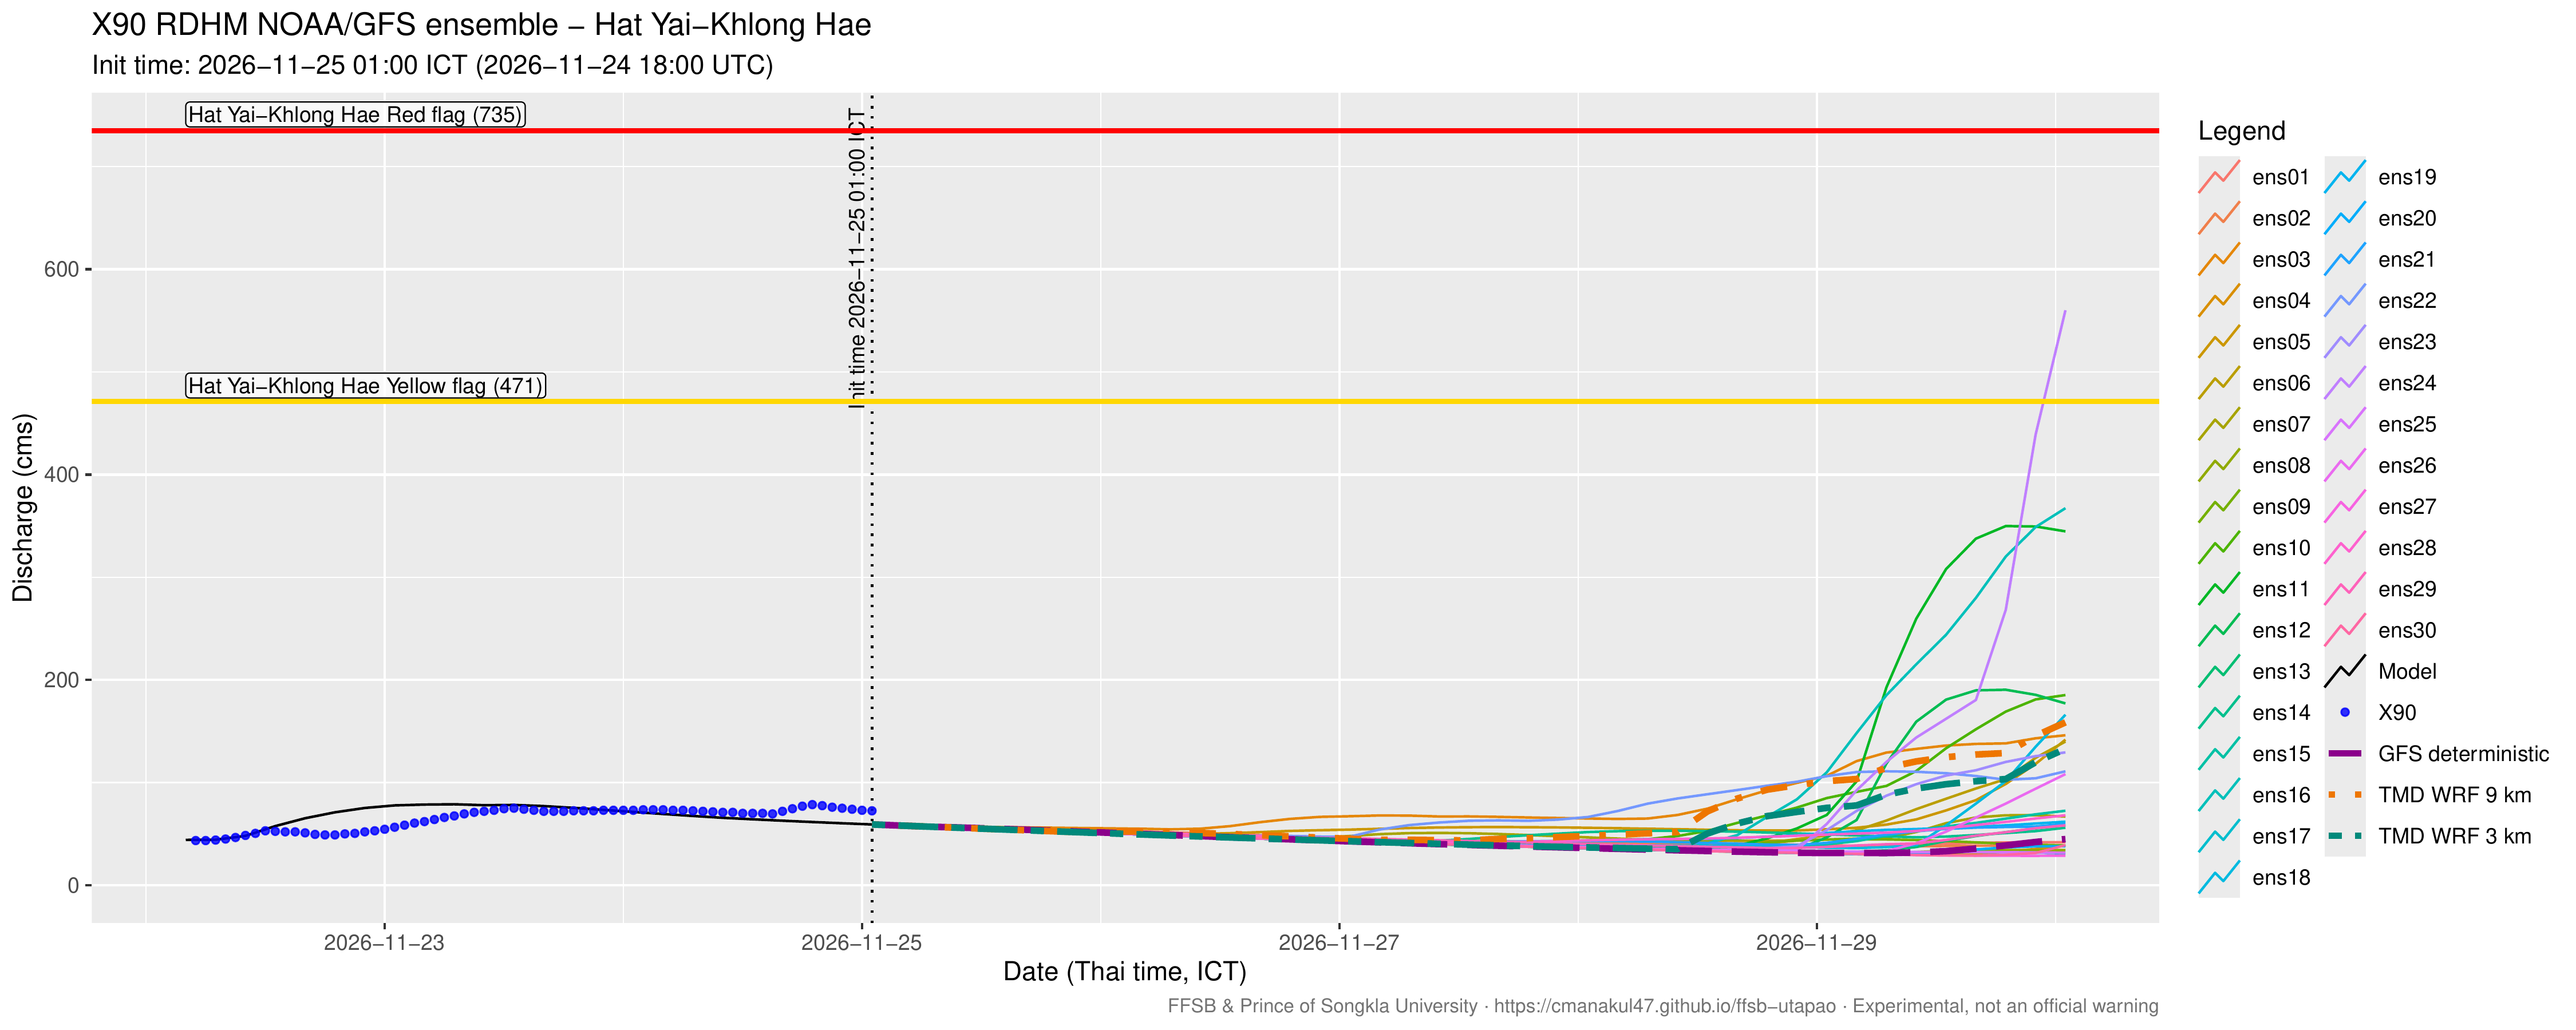 X90 RDHM NOAA/GFS ensemble − Hat Yai−Khlong Hae
Init time: 2026−11−25 01:00 ICT (2026−11−24 18:00 UTC)
Hat Yai−Khlong Hae Red flag (735)
Hat Yai−Khlong Hae Yellow flag (471)
Init time 2026−11−25 01:00 ICT
Discharge (cms)
600
400
200
0
2026−11−23
2026−11−25
2026−11−27
2026−11−29
Date (Thai time, ICT)
Legend
ens01
ens02
ens03
ens04
ens05
ens06
ens07
ens08
ens09
ens10
ens11
ens12
ens13
ens14
ens15
ens16
ens17
ens18
ens19
ens20
ens21
ens22
ens23
ens24
ens25
ens26
ens27
ens28
ens29
ens30
Model
X90
GFS deterministic
TMD WRF 9 km
TMD WRF 3 km
FFSB & Prince of Songkla University · https://cmanakul47.github.io/ffsb−utapao · Experimental, not an official warning